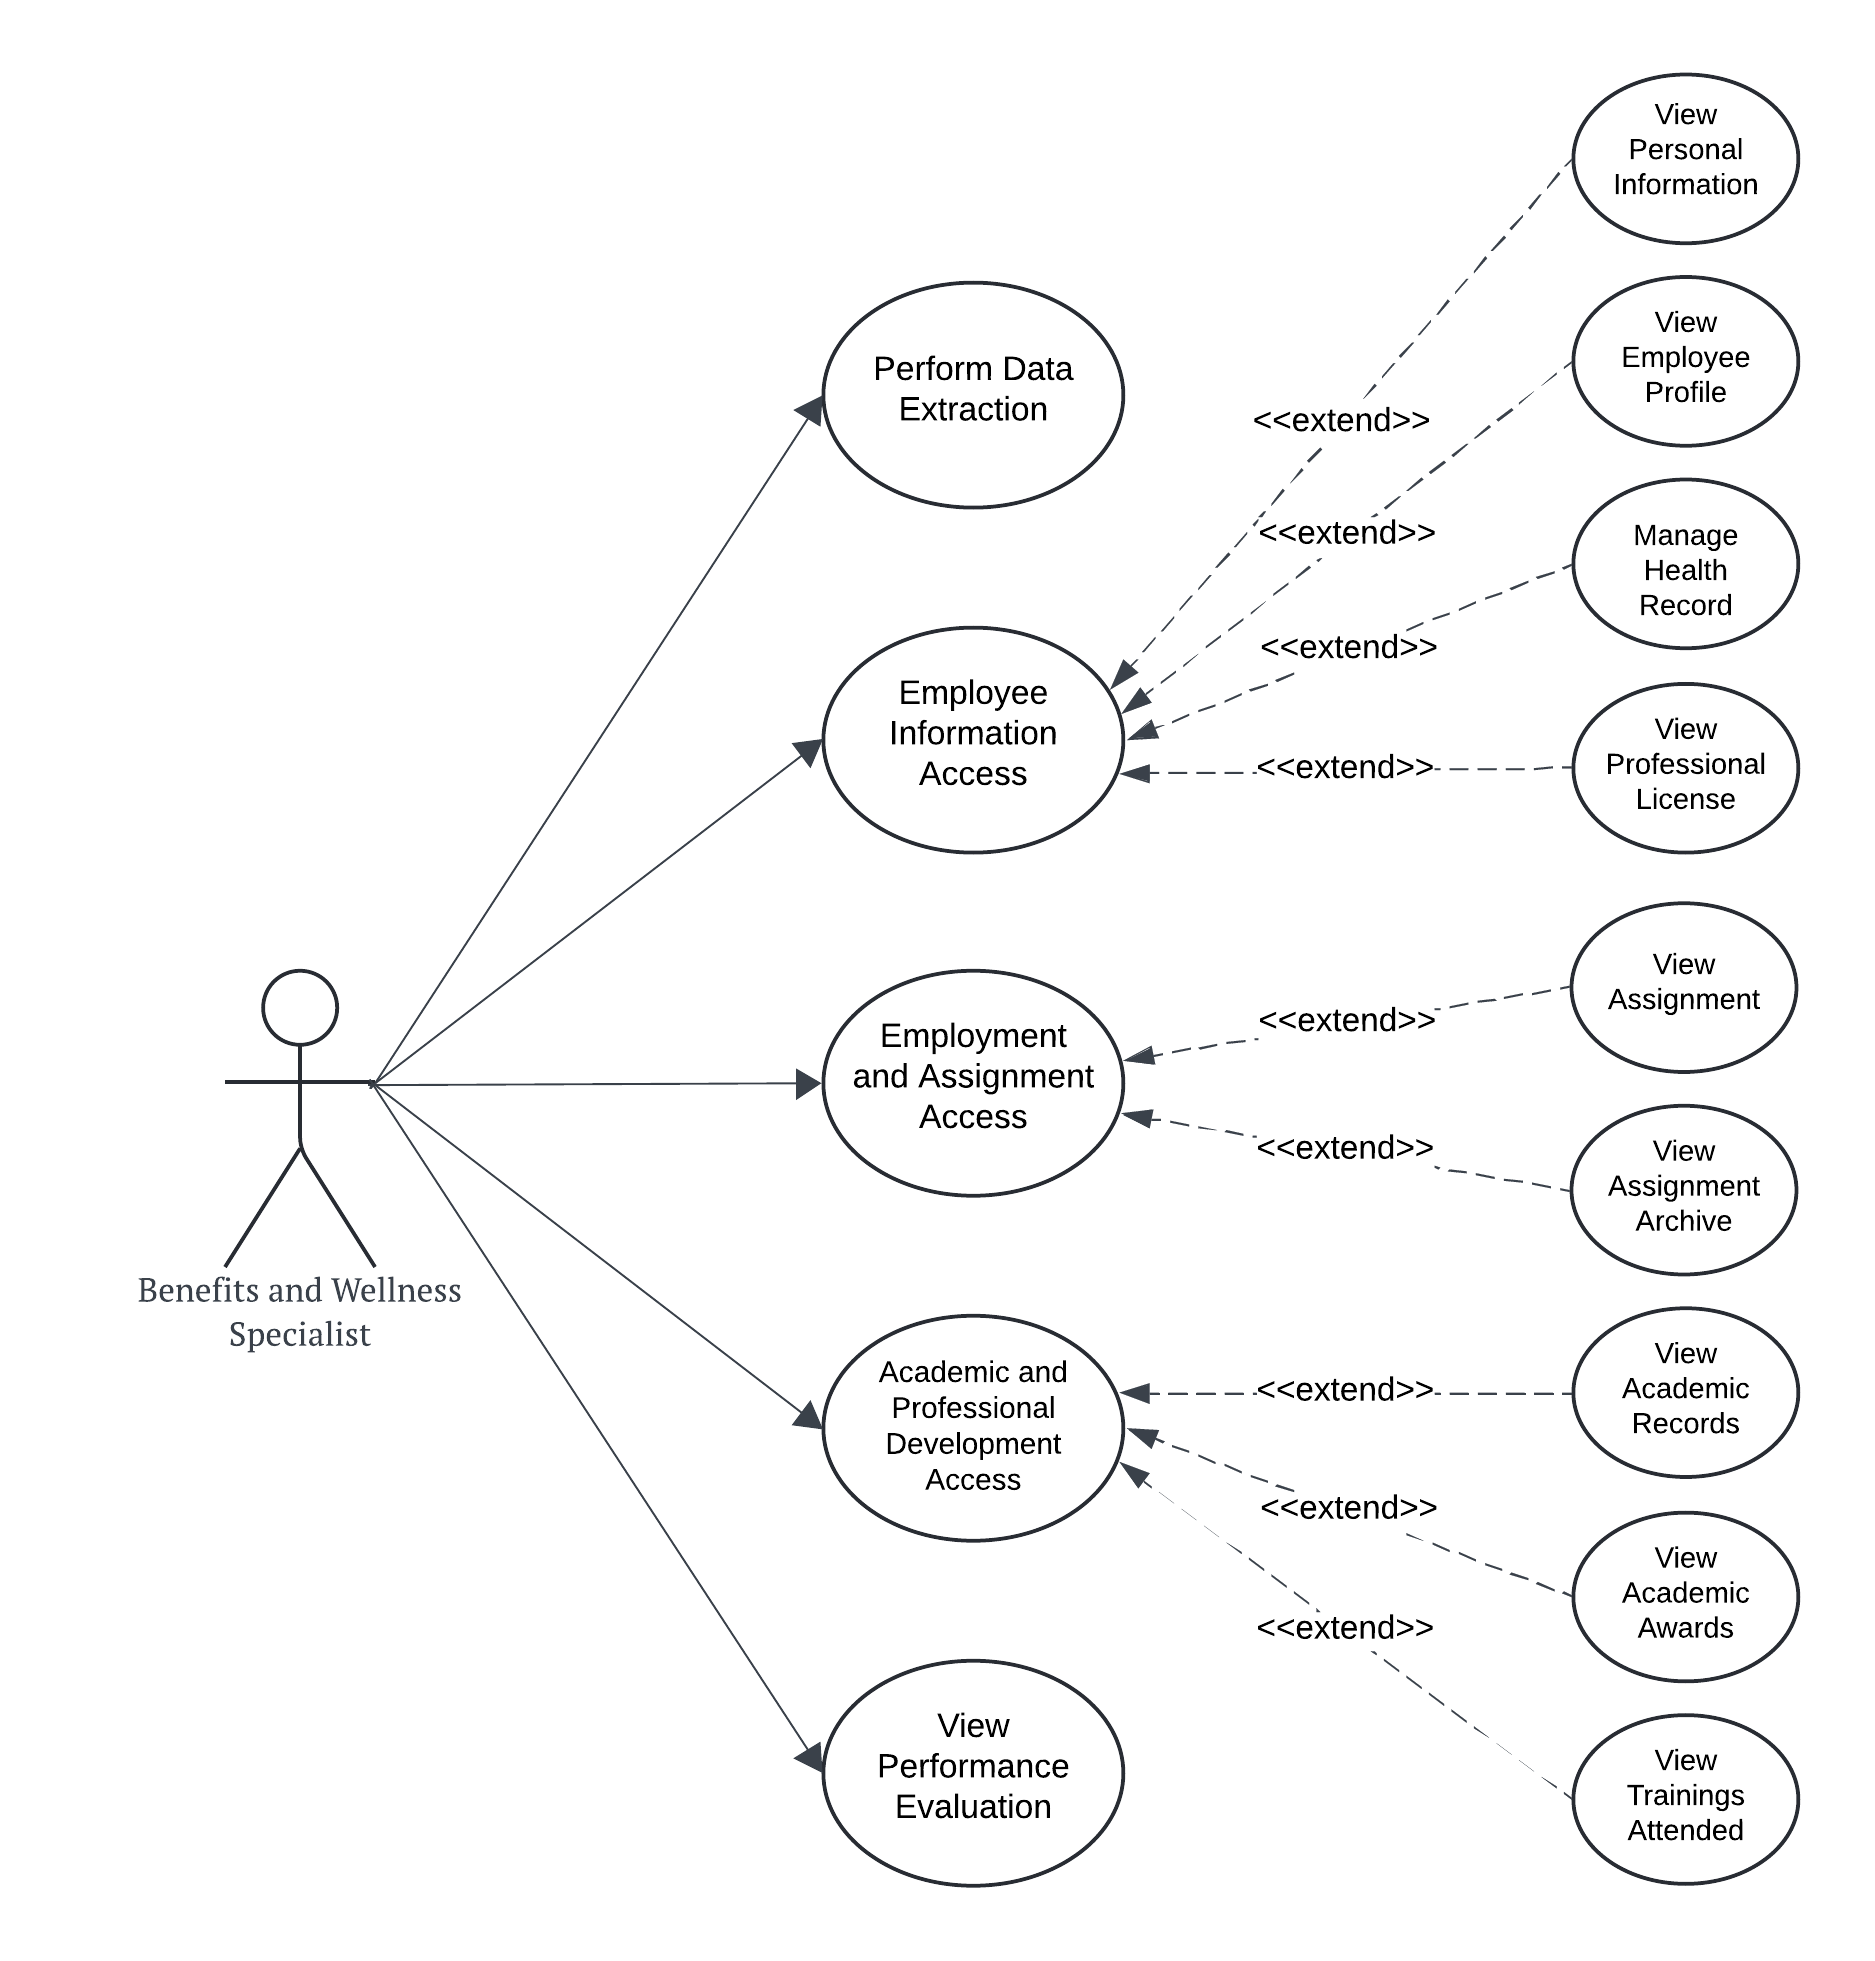 View
Personal
Information
View
Employee
Profile
Perform Data
Extraction
<<extend>>
<<extend>>
Manage
Health
Record
<<extend>>
Employee
Information
Access
View
Professional
License
<<extend>>
View
Assignment
<<extend>>
Employment
and Assignment
Access
View
Assignment
Archive
<<extend>>
Benefits and Wellness
Specialist
View
Academic
Records
<<extend>>
Academic and
Professional
Development
Access
<<extend>>
View
Academic
Awards
<<extend>>
View
Performance
Evaluation
View
Trainings
Attended